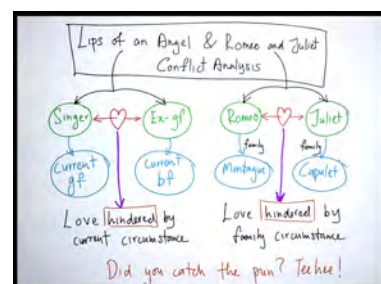 Lips of an Angel & Romeo and Juliet
Conflict Analysis
Singer
Ex-gf
Romeo
Juliet
family
family
Current
gf
Current
bf
Montague
Capulet
Love hindered by
current circumstance
Love hindered by
family circumstance
Did you catch the pun? Teehee!